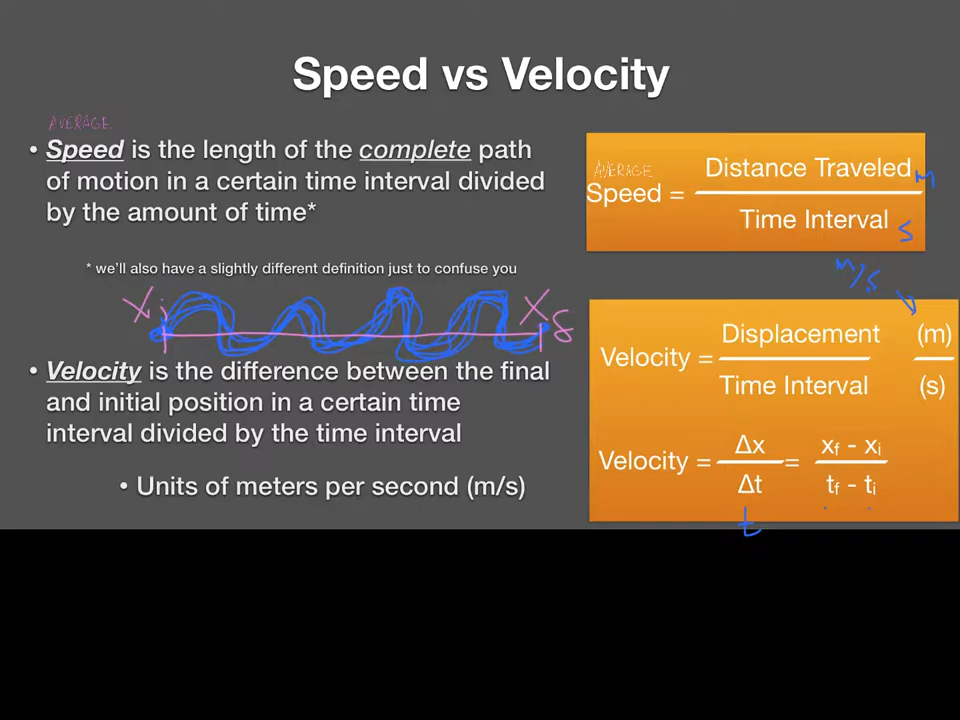 Speed vs Velocity
AVERAGE
• Speed is the length of the complete path
of motion in a certain time interval divided
by the amount of time*
* we'll also have a slightly different definition just to confuse you
Xi Xf
• Velocity is the difference between the final
and initial position in a certain time
interval divided by the time interval
• Units of meters per second (m/s)
AVERAGE
Speed = Distance Traveled m
Time Interval s
m/s
Velocity = Displacement (m)
Time Interval (s)
Velocity = Δx = xf - xi
Δt tf - ti
t